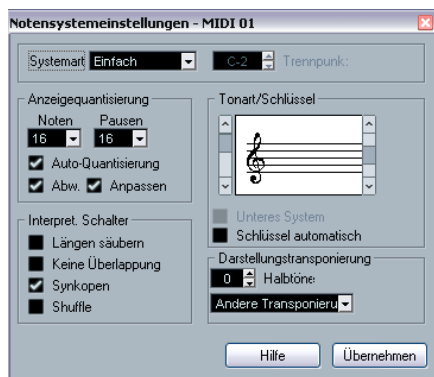 Notensystemeinstellungen - MIDI 01
Systemart Einfach C-2 Trennpunk:
Anzeigequantisierung
Noten Pausen
16 16
Auto-Quantisierung
Abw. Anpassen
Interpret. Schalter
Längen säubern
Keine Überlappung
Synkopen
Shuffle
Tonart/Schlüssel
Unteres System
Schlüssel automatisch
Darstellungstransponierung
0 Halbtöne
Andere Transponieru
Hilfe Übernehmen